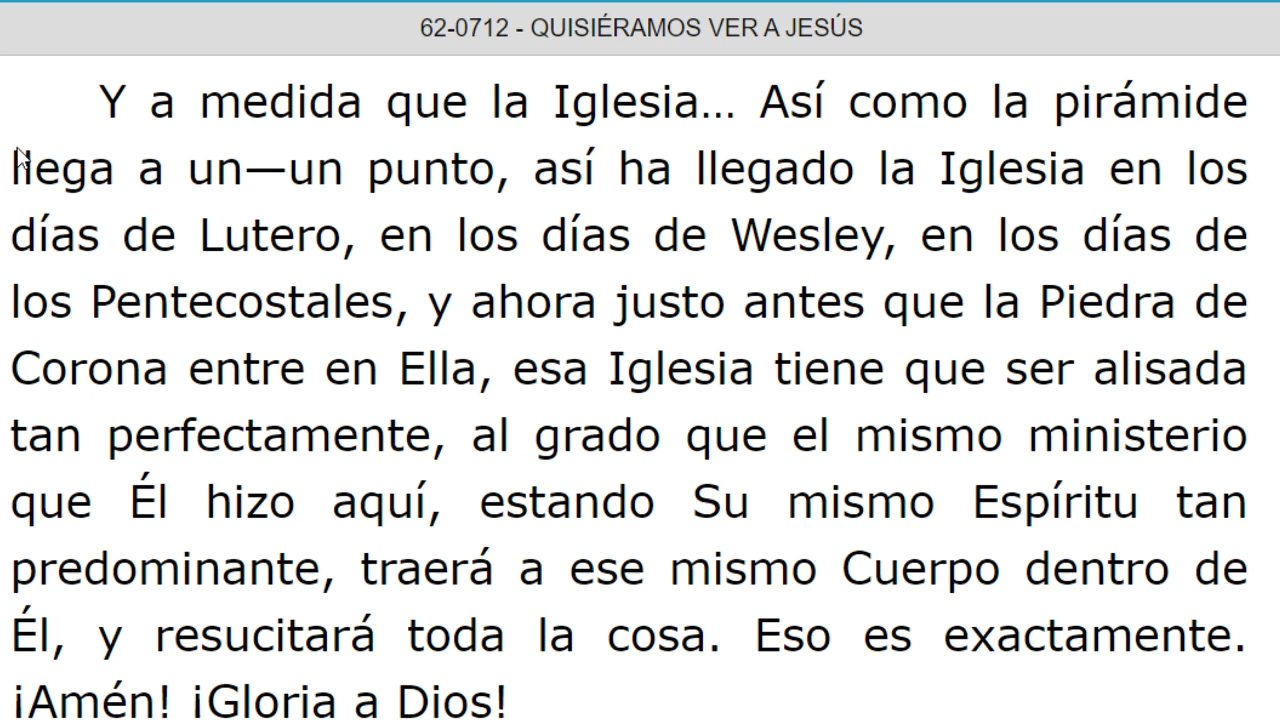 62-0712 - QUISIÉRAMOS VER A JESÚS
Y a medida que la Iglesia... Así como la pirámide
llega a un—un punto, así ha llegado la Iglesia en los
días de Lutero, en los días de Wesley, en los días de
los Pentecostales, y ahora justo antes que la Piedra de
Corona entre en Ella, esa Iglesia tiene que ser alisada
tan perfectamente, al grado que el mismo ministerio
que Él hizo aquí, estando Su mismo Espíritu tan
predominante, traerá a ese mismo Cuerpo dentro de
Él, y resucitará toda la cosa. Eso es exactamente.
¡Amén! ¡Gloria a Dios!